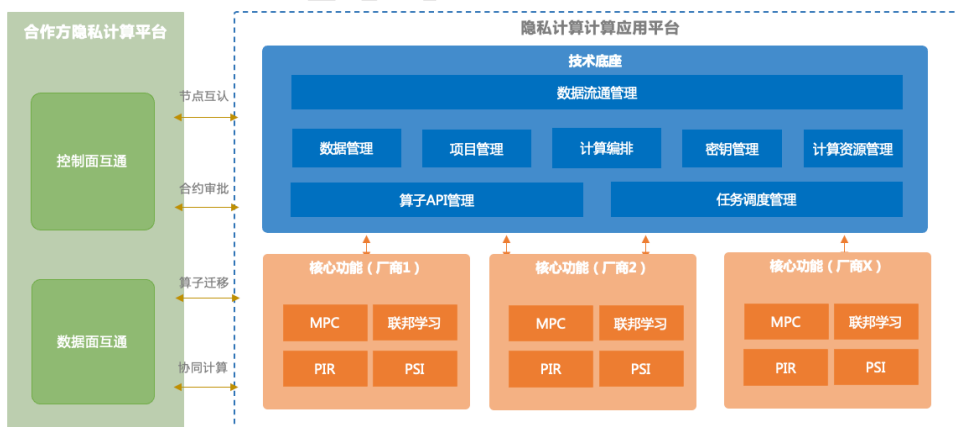 合作方隐私计算平台
控制面互通
数据面互通
节点互认
合约审批
算子迁移
协同计算
隐私计算计算应用平台
技术底座
数据流通管理
数据管理
项目管理
计算编排
密钥管理
计算资源管理
算子API管理
任务调度管理
核心功能（厂商1）
MPC
联邦学习
PIR
PSI
核心功能（厂商2）
MPC
联邦学习
PIR
PSI
核心功能（厂商X）
MPC
联邦学习
PIR
PSI